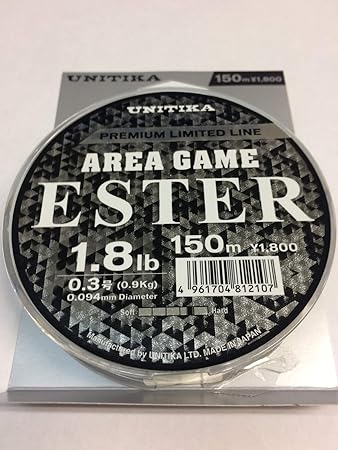 UNITIKA 150m ¥1,800
UNITIKA
PREMIUM LIMITED LINE
AREA GAME
ESTER
1.8lb 150m ¥1,800
0.3号 (0.9Kg)
0.094mm Diameter
4 961704 812107
Soft Hard
Manufactured by UNITIKA LTD. MADE IN JAPAN